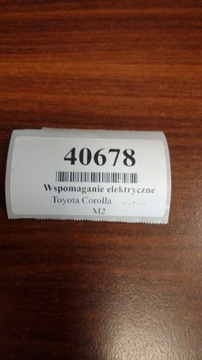 40678
Wspomaganie elektryczne
Toyota Corolla
M2